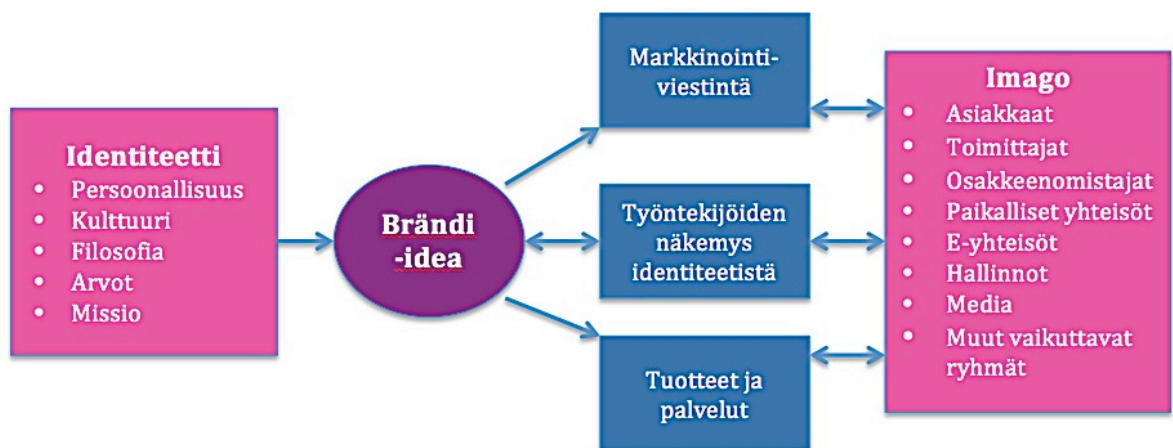 Identiteetti
• Persoonallisuus
• Kulttuuri
• Filosofia
• Arvot
• Missio
Brändi
-idea
Markkinointi-
viestintä
Työntekijöiden
näkemys
identiteetistä
Tuotteet ja
palvelut
Imago
• Asiakkaat
• Toimittajat
• Osakkeenomistajat
• Paikalliset yhteisöt
• E-yhteisöt
• Hallinnot
• Media
• Muut vaikuttavat
ryhmät